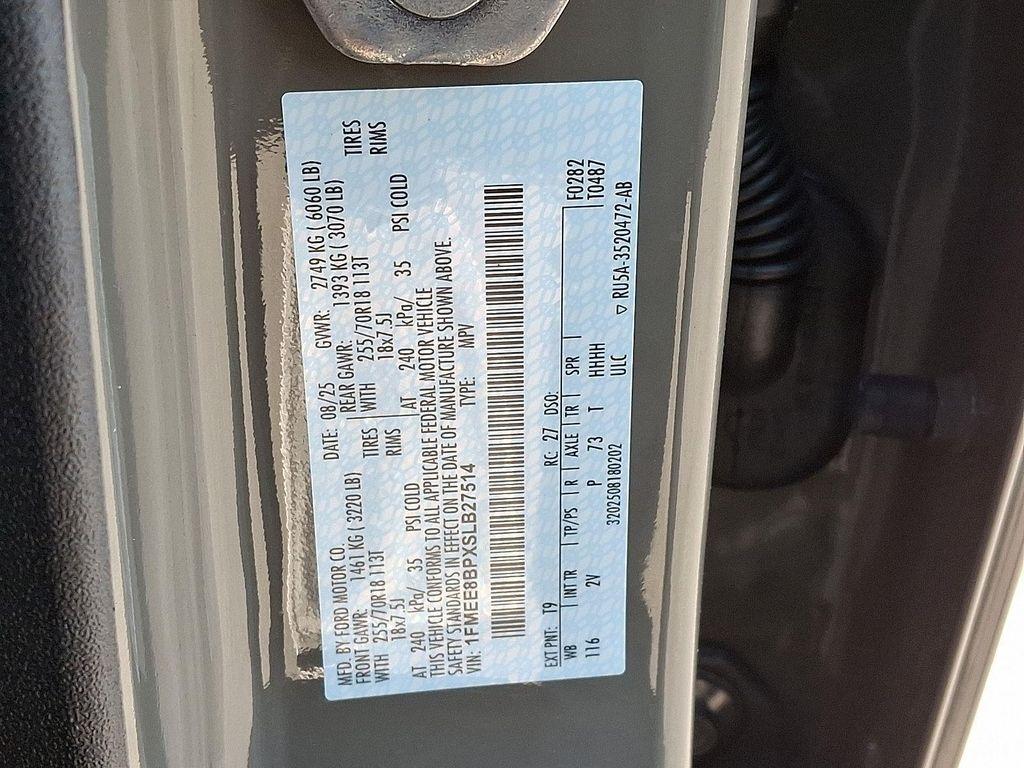 MFD. BY FORD MOTOR CO. DATE: 08/25 GVWR: 2749 KG ( 6060 LB)
FRONT GAWR: 1461 KG ( 3220 LB) REAR GAWR: 1393 KG ( 3070 LB)
WITH 255/70R18 113T TIRES WITH 255/70R18 113T TIRES
18x7.5J RIMS 18x7.5J RIMS
AT 240 kPa/ 35 PSI COLD AT 240 kPa/ 35 PSI COLD
THIS VEHICLE CONFORMS TO ALL APPLICABLE FEDERAL MOTOR VEHICLE
SAFETY STANDARDS IN EFFECT ON THE DATE OF MANUFACTURE SHOWN ABOVE.
VIN: 1FMEE8BPXSLB27514 TYPE: MPV
EXT PNT: T9 RC: 27 DSO: F0282
WB INT TR TP/PS R AXLE TR SPR T0487
116 2V P 73 T HHHH
3202508180202 ULC ▽ RU5A-3520472-AB